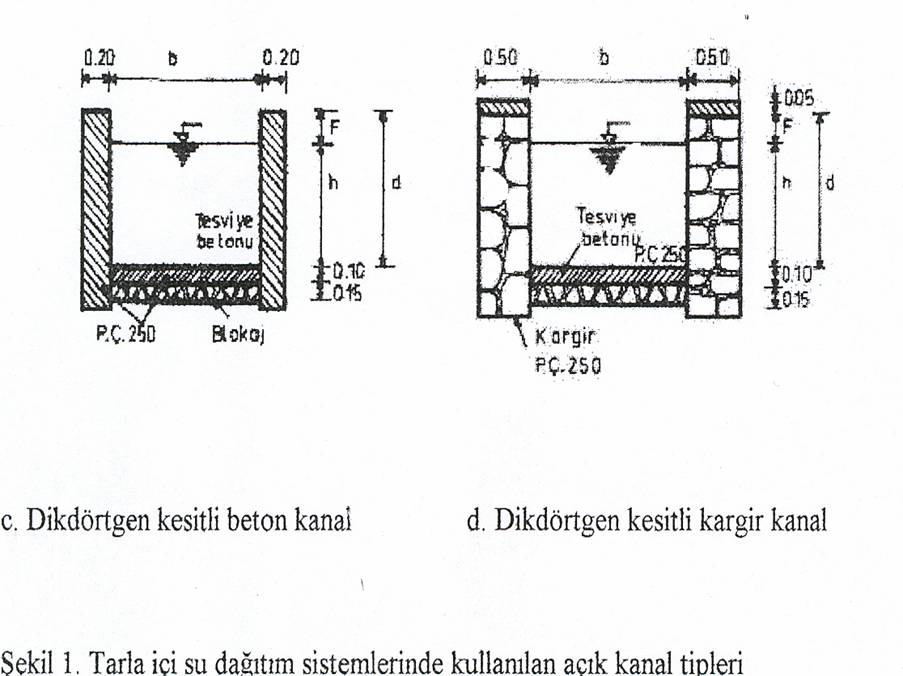 0.20 b 0.20
F
h
d
Tesviye
betonu
0.10
0.15
P.Ç.250 Blokaj
0.50 b 0.50
0.05
F
h
d
Tesviye
betonu
P.Ç 250
0.10
0.15
Kargir
P.Ç.250
c. Dikdörtgen kesitli beton kanal
d. Dikdörtgen kesitli kargir kanal
Şekil 1. Tarla içi su dağıtım sistemlerinde kullanılan açık kanal tipleri